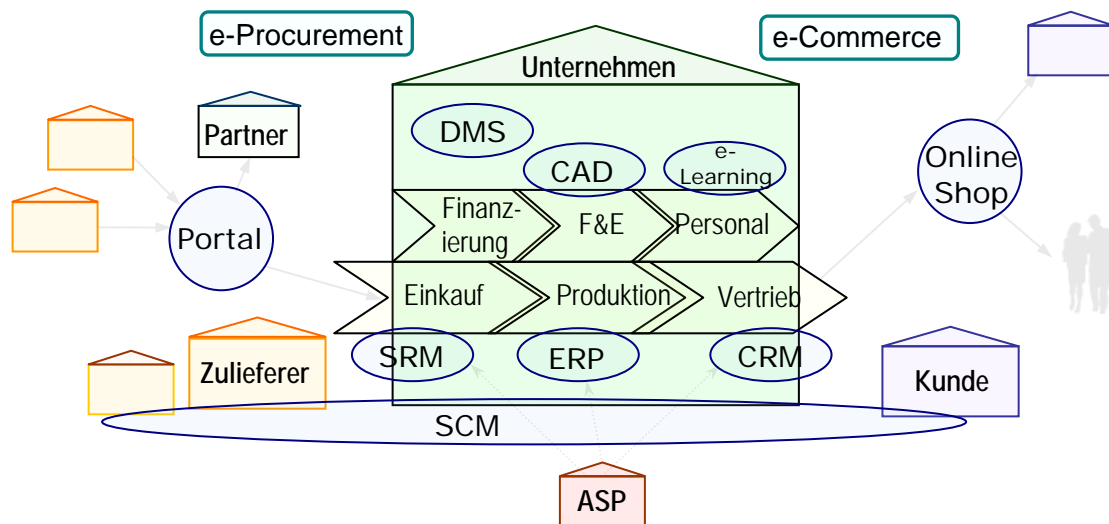 e-Procurement
e-Commerce
Unternehmen
Partner
DMS
CAD
e-
Learning
Online
Shop
Portal
Finanz-
ierung
F&E
Personal
Einkauf
Produktion
Vertrieb
SRM
ERP
CRM
Zulieferer
Kunde
SCM
ASP